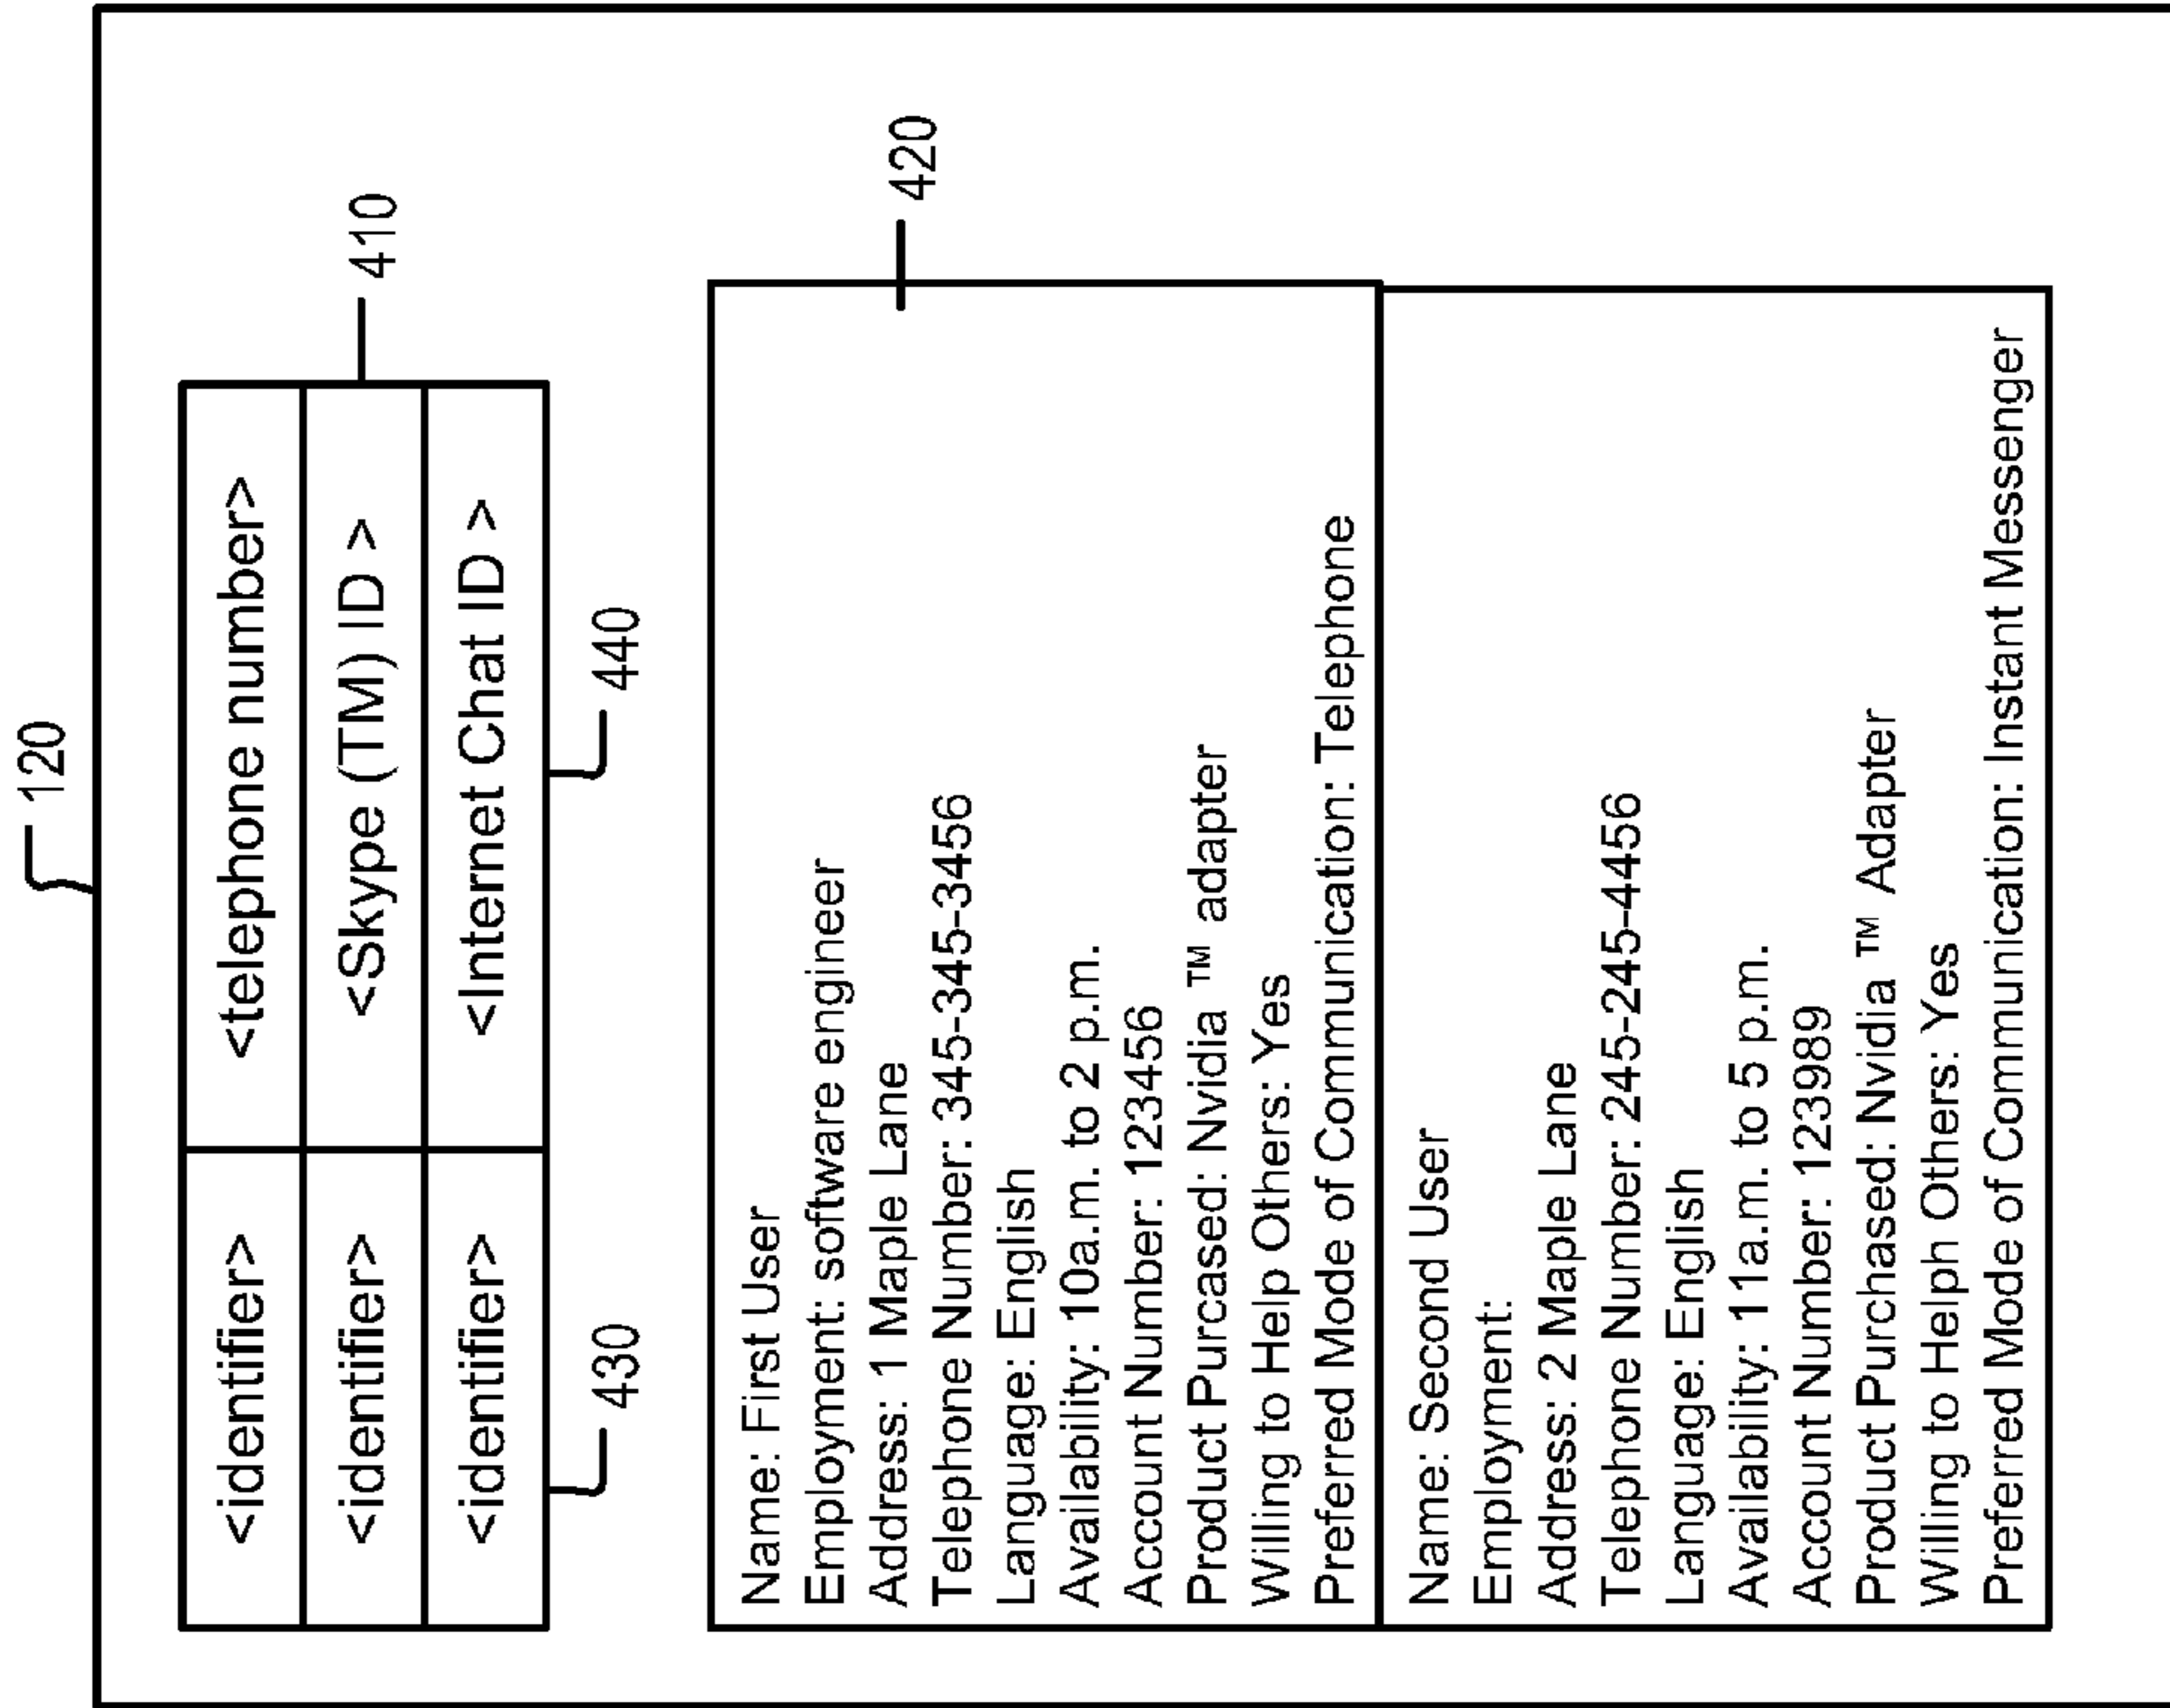 120
<identifier> <telephone number>
<identifier> <Skype (TM) ID >
410
<identifier> <Internet Chat ID >
430 440
420
Name: First User
Employment: software engineer
Address: 1 Maple Lane
Telephone Number: 345-345-3456
Language: English
Availability: 10a.m. to 2 p.m.
Account Number: 123456
Product Purcased: Nvidia ™ adapter
Willing to Help Others: Yes
Preferred Mode of Communication: Telephone
Name: Second User
Employment:
Address: 2 Maple Lane
Telephone Number: 245-245-4456
Language: English
Availability: 11a.m. to 5 p.m.
Account Number: 123989
Product Purchased: Nvidia ™ Adapter
Willing to Helph Others: Yes
Preferred Mode of Communication: Instant Messenger